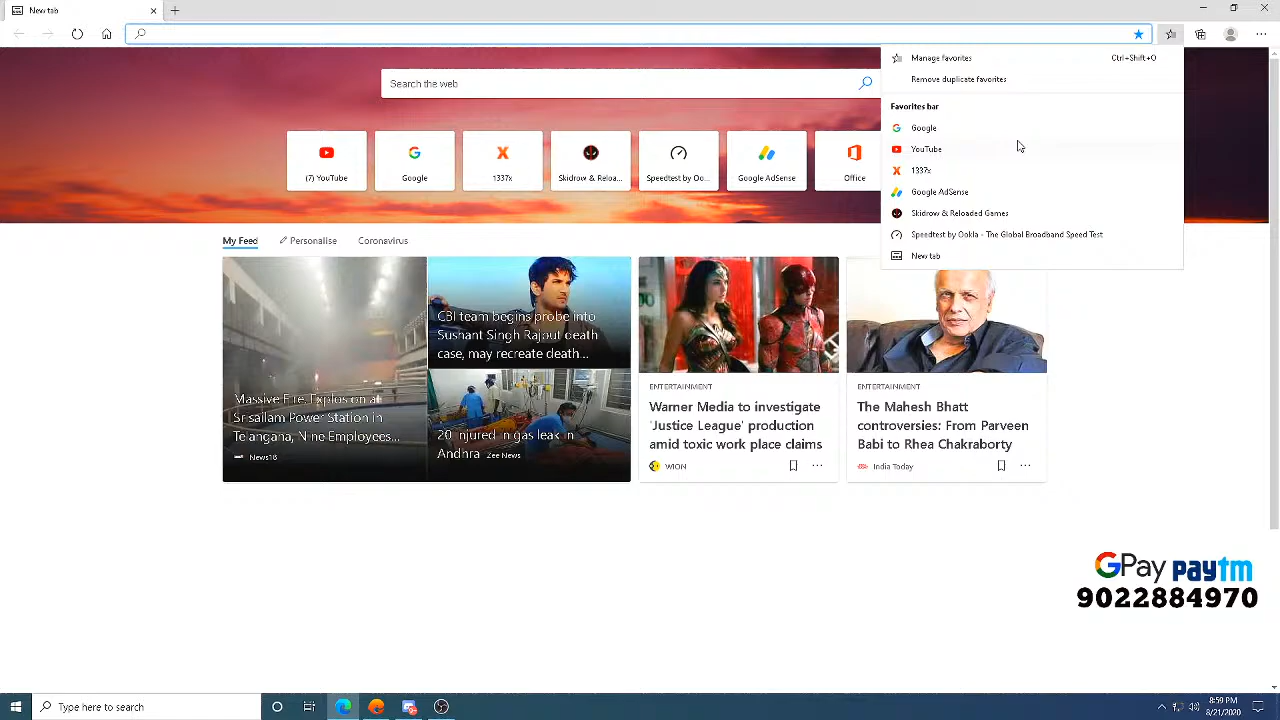 New tab
Search the web
(7) YouTube
Google
1337x
Skidrow & Reloa...
Speedtest by Oo...
Google AdSense
Office
Manage favorites
Ctrl+Shift+O
Remove duplicate favorites
Favorites bar
Google
YouTube
1337x
Google AdSense
Skidrow & Reloaded Games
Speedtest by Ookla - The Global Broadband Speed Test
New tab
My Feed
Personalise
Coronavirus
Massive Fire, Explosion at
Srisailam Power Station in
Telangana, Nine Employees...
News18
CBI team begins probe into
Sushant Singh Rajput death
case, may recreate death...
20 injured in gas leak in
Andhra Zee News
ENTERTAINMENT
Warner Media to investigate
'Justice League' production
amid toxic work place claims
WION
ENTERTAINMENT
The Mahesh Bhatt
controversies: From Parveen
Babi to Rhea Chakraborty
India Today
GPay paytm
9022884970
Type here to search
8:59 PM
8/21/2020